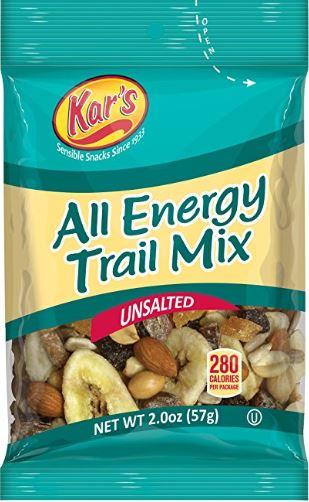 OPEN
Kar's
Sensible Snacks Since 1933
All Energy
Trail Mix
UNSALTED
280
CALORIES
PER PACKAGE
NET WT 2.0oz (57g)
U